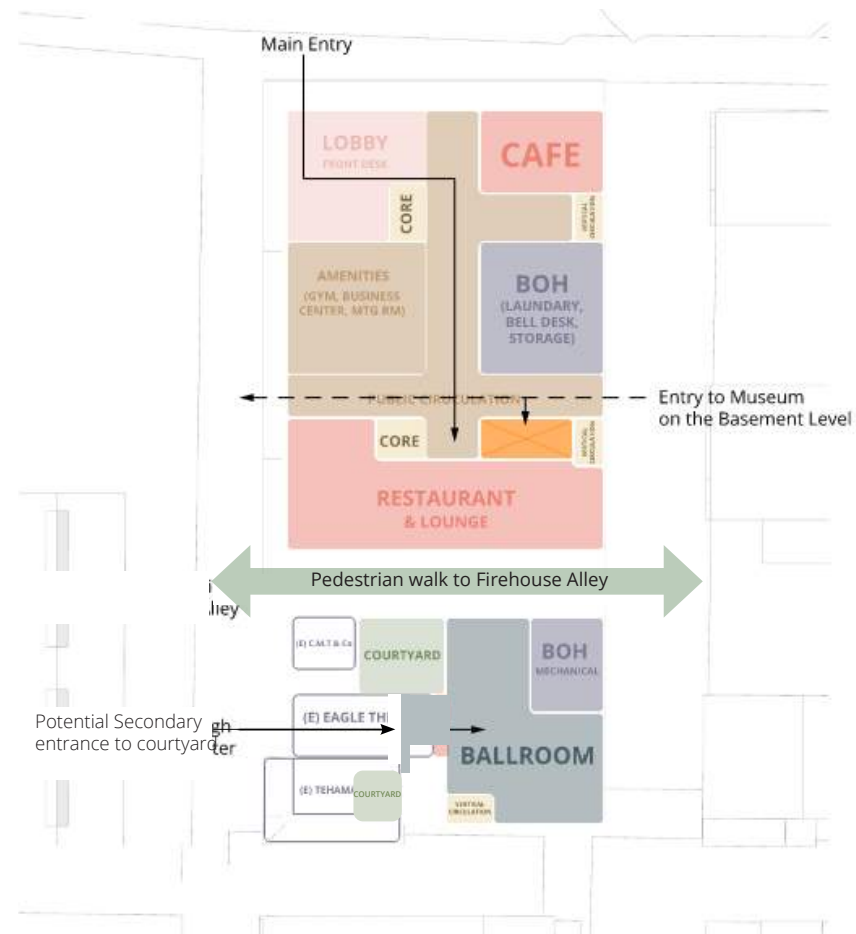 Main Entry
LOBBY
FRONT DESK
CAFE
CORE
VERTICAL
CIRCULATION
AMENITIES
(GYM, BUSINESS
CENTER, MTG RM)
BOH
(LAUNDARY,
BELL DESK,
STORAGE)
PUBLIC CIRUCULATION
Entry to Museum
on the Basement Level
CORE
VERTICAL
CIRCULATION
RESTAURANT
& LOUNGE
Pedestrian walk to Firehouse Alley
lley
(E) C.M.T & Co
COURTYARD
BOH
MECHANICAL
(E) EAGLE TH
Potential Secondary
entrance to courtyard
gh
ter
BALLROOM
(E) TEHAMA
COURTYARD
VERTICAL
CIRCULATION